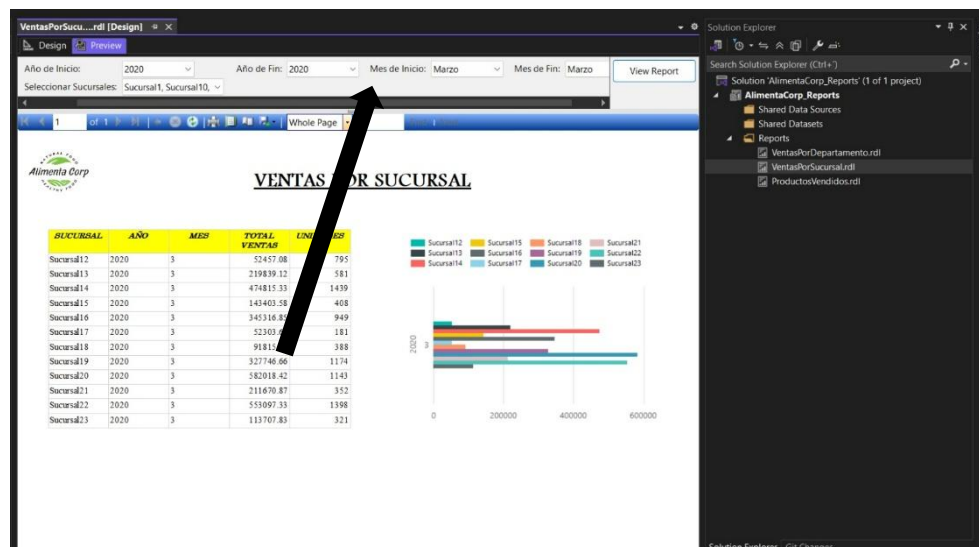 VentasPorSucu....rdl [Design]
Design Preview
Año de Inicio: 2020 Año de Fin: 2020 Mes de Inicio: Marzo Mes de Fin: Marzo View Report
Seleccionar Sucursales: Sucursal1, Sucursal10,
1 of 1 Whole Page
Alimenta Corp
VENTAS POR SUCURSAL
SUCURSAL AÑO MES TOTAL VENTAS
Sucursal12 2020 3 52457.08 795
Sucursal13 2020 3 219839.12 581
Sucursal14 2020 3 474815.33 1439
Sucursal15 2020 3 143403.58 408
Sucursal16 2020 3 345316.85 949
Sucursal17 2020 3 181
Sucursal18 2020 3 388
Sucursal19 2020 3 327746.66 1174
Sucursal20 2020 3 582018.42 1143
Sucursal21 2020 3 211670.87 352
Sucursal22 2020 3 553097.33 1398
Sucursal23 2020 3 113707.83 321
Sucursal12 Sucursal15 Sucursal18 Sucursal21
Sucursal13 Sucursal16 Sucursal19 Sucursal22
Sucursal14 Sucursal17 Sucursal20 Sucursal23
2020
3
0 200000 400000 600000
Solution Explorer
Search Solution Explorer (Ctrl+')
Solution 'AlimentaCorp_Reports' (1 of 1 project)
AlimentaCorp_Reports
Shared Data Sources
Shared Datasets
Reports
VentasPorDepartamento.rdl
VentasPorSucursal.rdl
ProductosVendidos.rdl
Solution Explorer Git Changes